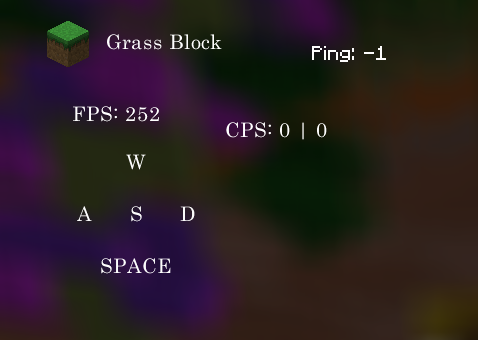 Grass Block
Ping: -1
FPS: 252
CPS: 0 | 0
W
A S D
SPACE